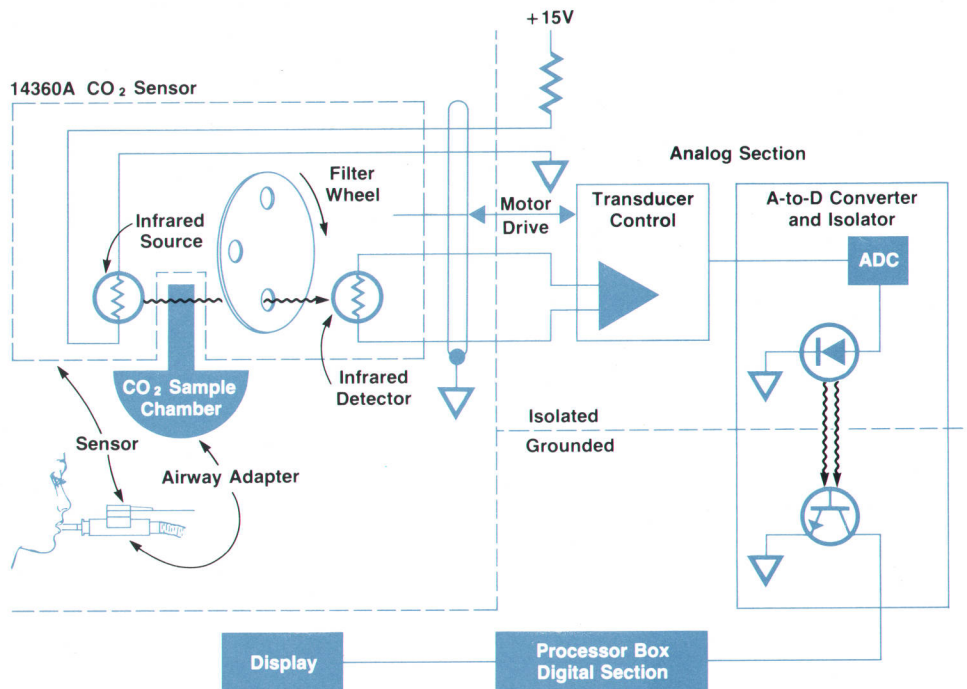 +15V
14360A CO₂ Sensor
Analog Section
Filter
Wheel
Infrared
Source
Motor
Drive
Transducer
Control
A-to-D Converter
and Isolator
ADC
CO₂ Sample
Chamber
Infrared
Detector
Isolated
Grounded
Sensor
Airway Adapter
Display
Processor Box
Digital Section